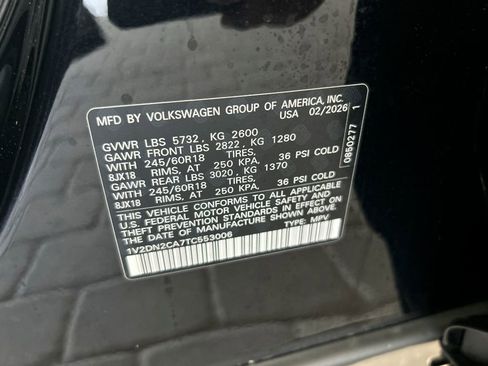 MFD BY VOLKSWAGEN GROUP OF AMERICA, INC.
USA 02/2026
GVWR LBS 5732, KG 2600
GAWR FRONT LBS 2822, KG 1280
WITH 245/60R18 TIRES,
8JX18 RIMS, AT 250 KPA, 36 PSI COLD
GAWR REAR LBS 3020, KG 1370
WITH 245/60R18 TIRES,
8JX18 RIMS, AT 250 KPA, 36 PSI COLD
THIS VEHICLE CONFORMS TO ALL APPLICABLE
U.S. FEDERAL MOTOR VEHICLE SAFETY AND
THEFT PREVENTION STANDARDS IN EFFECT ON
THE DATE OF MANUFACTURE SHOWN ABOVE.
1V2DN2CA7TC553006 TYPE: MPV
0850277 1